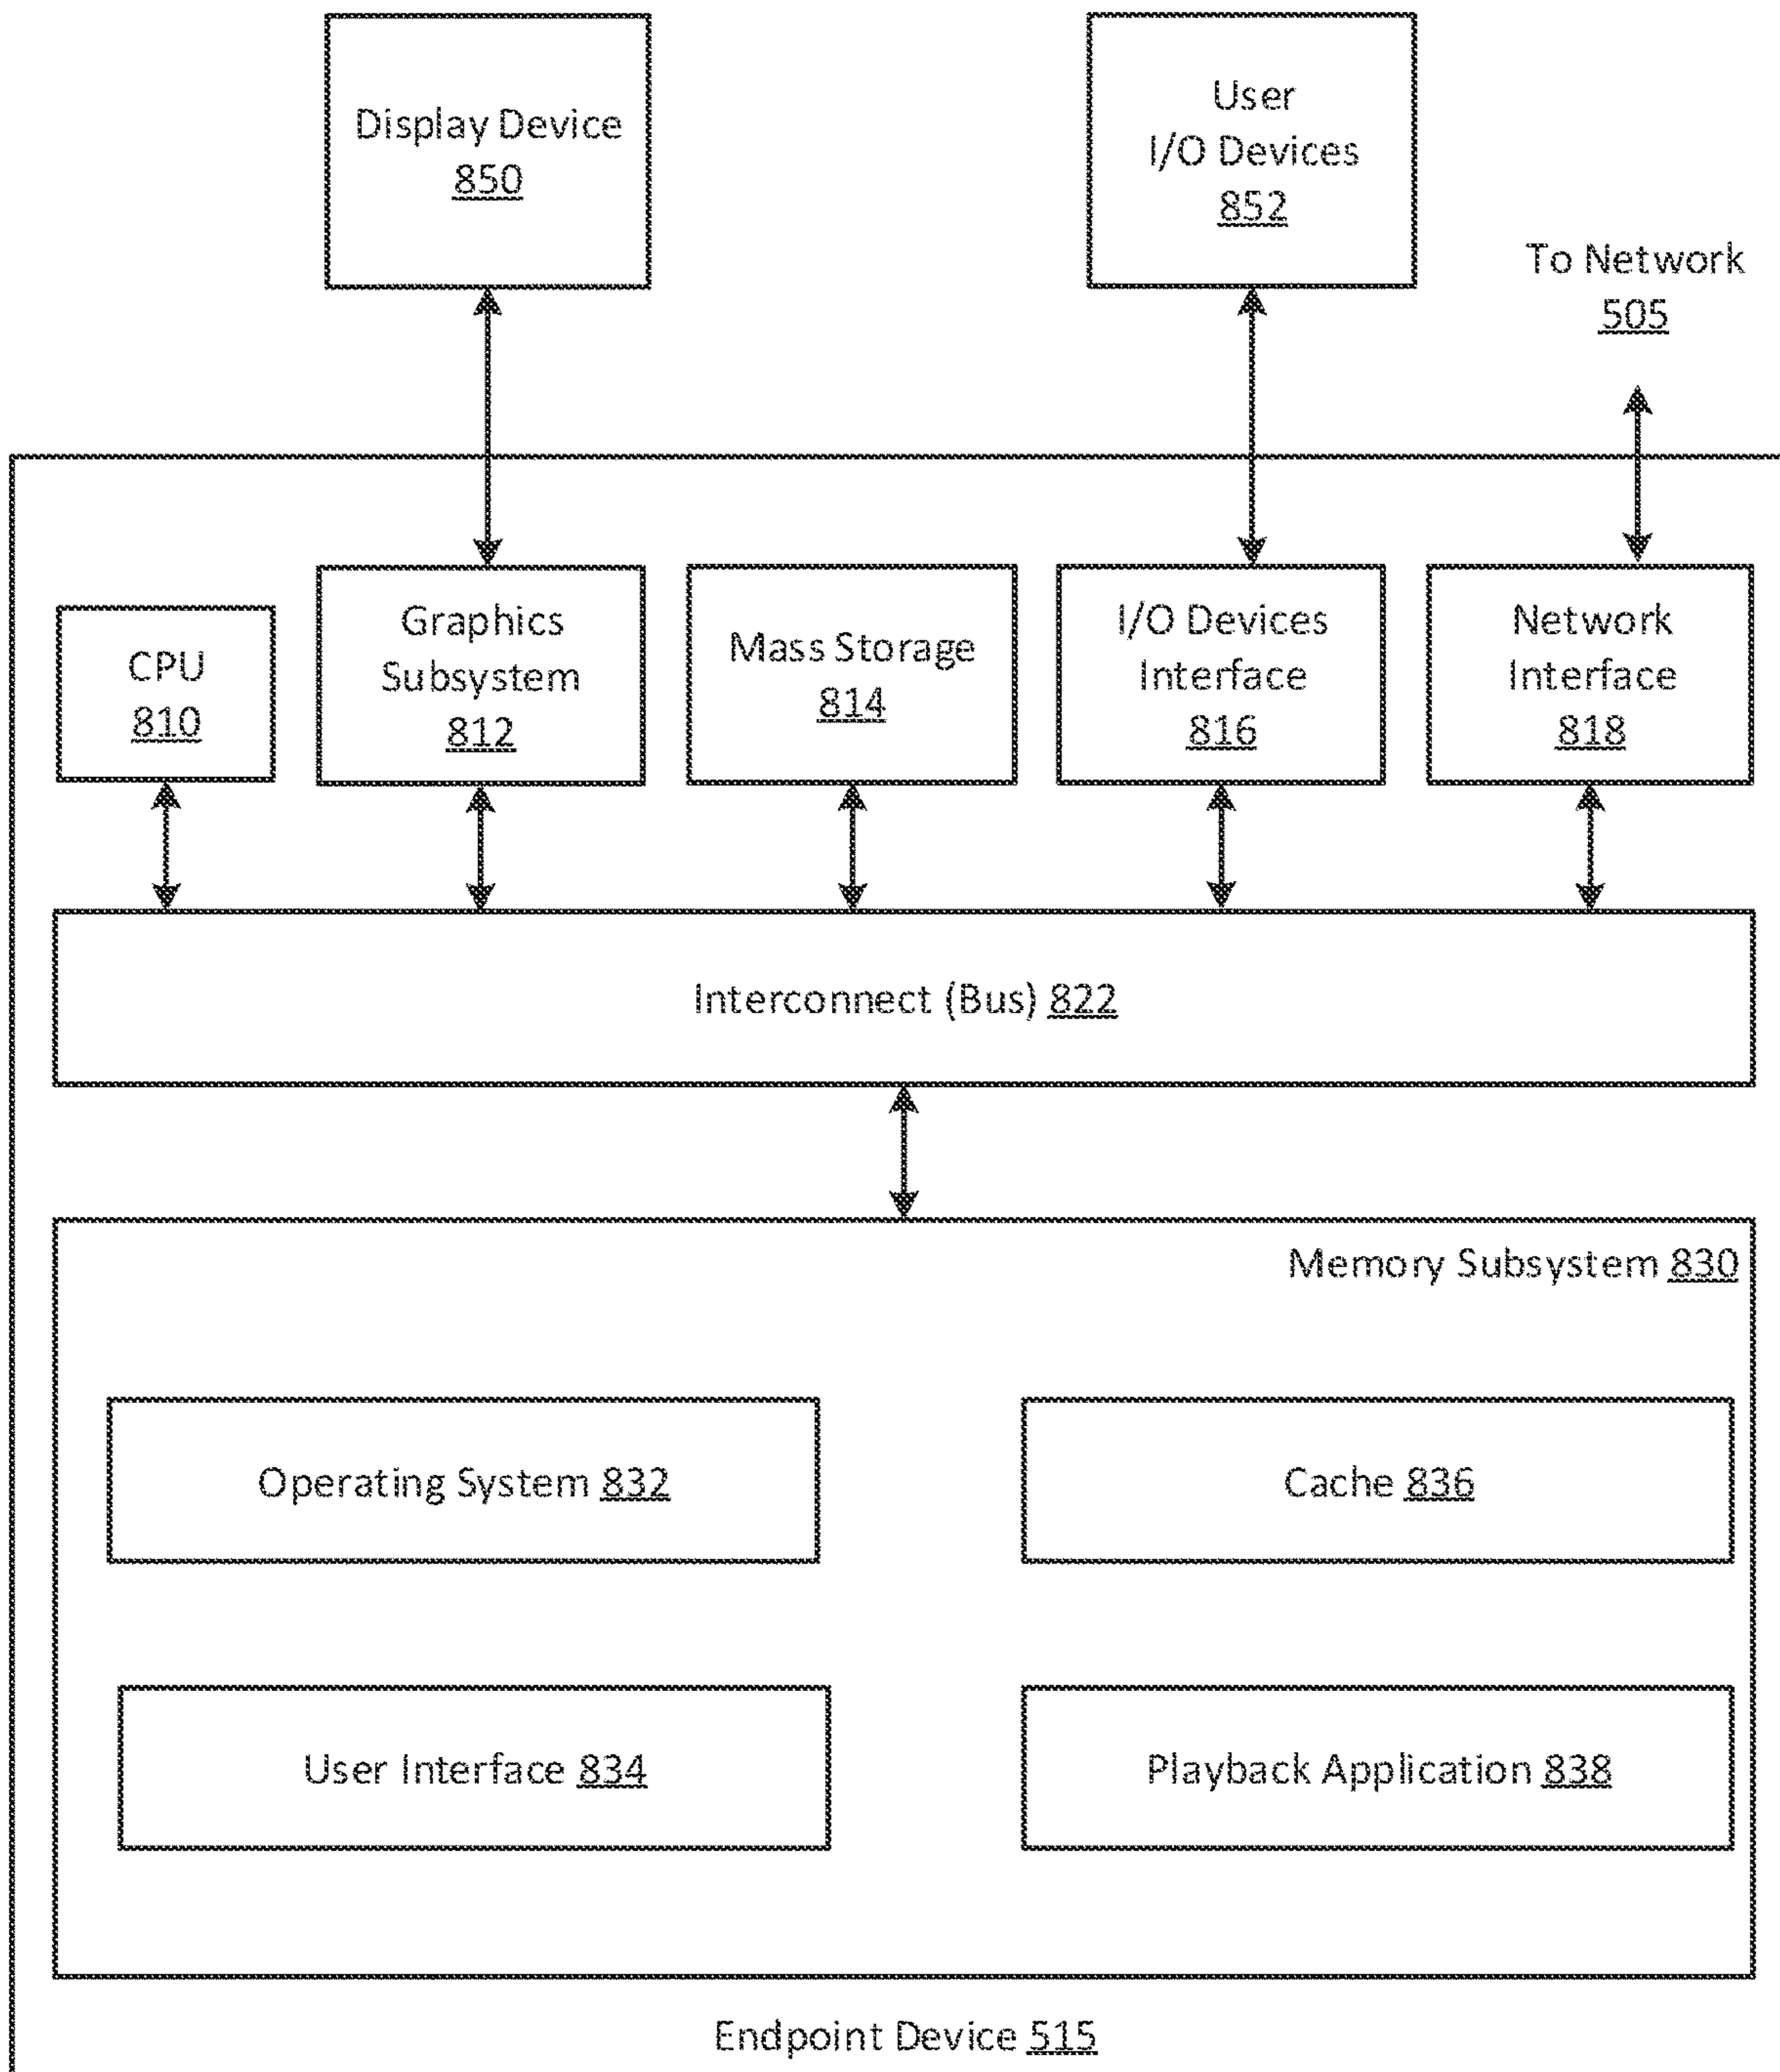 Display Device
850
User
I/O Devices
852
To Network
505
CPU
810
Graphics
Subsystem
812
Mass Storage
814
I/O Devices
Interface
816
Network
Interface
818
Interconnect (Bus) 822
Memory Subsystem 830
Operating System 832
Cache 836
User Interface 834
Playback Application 838
Endpoint Device 515